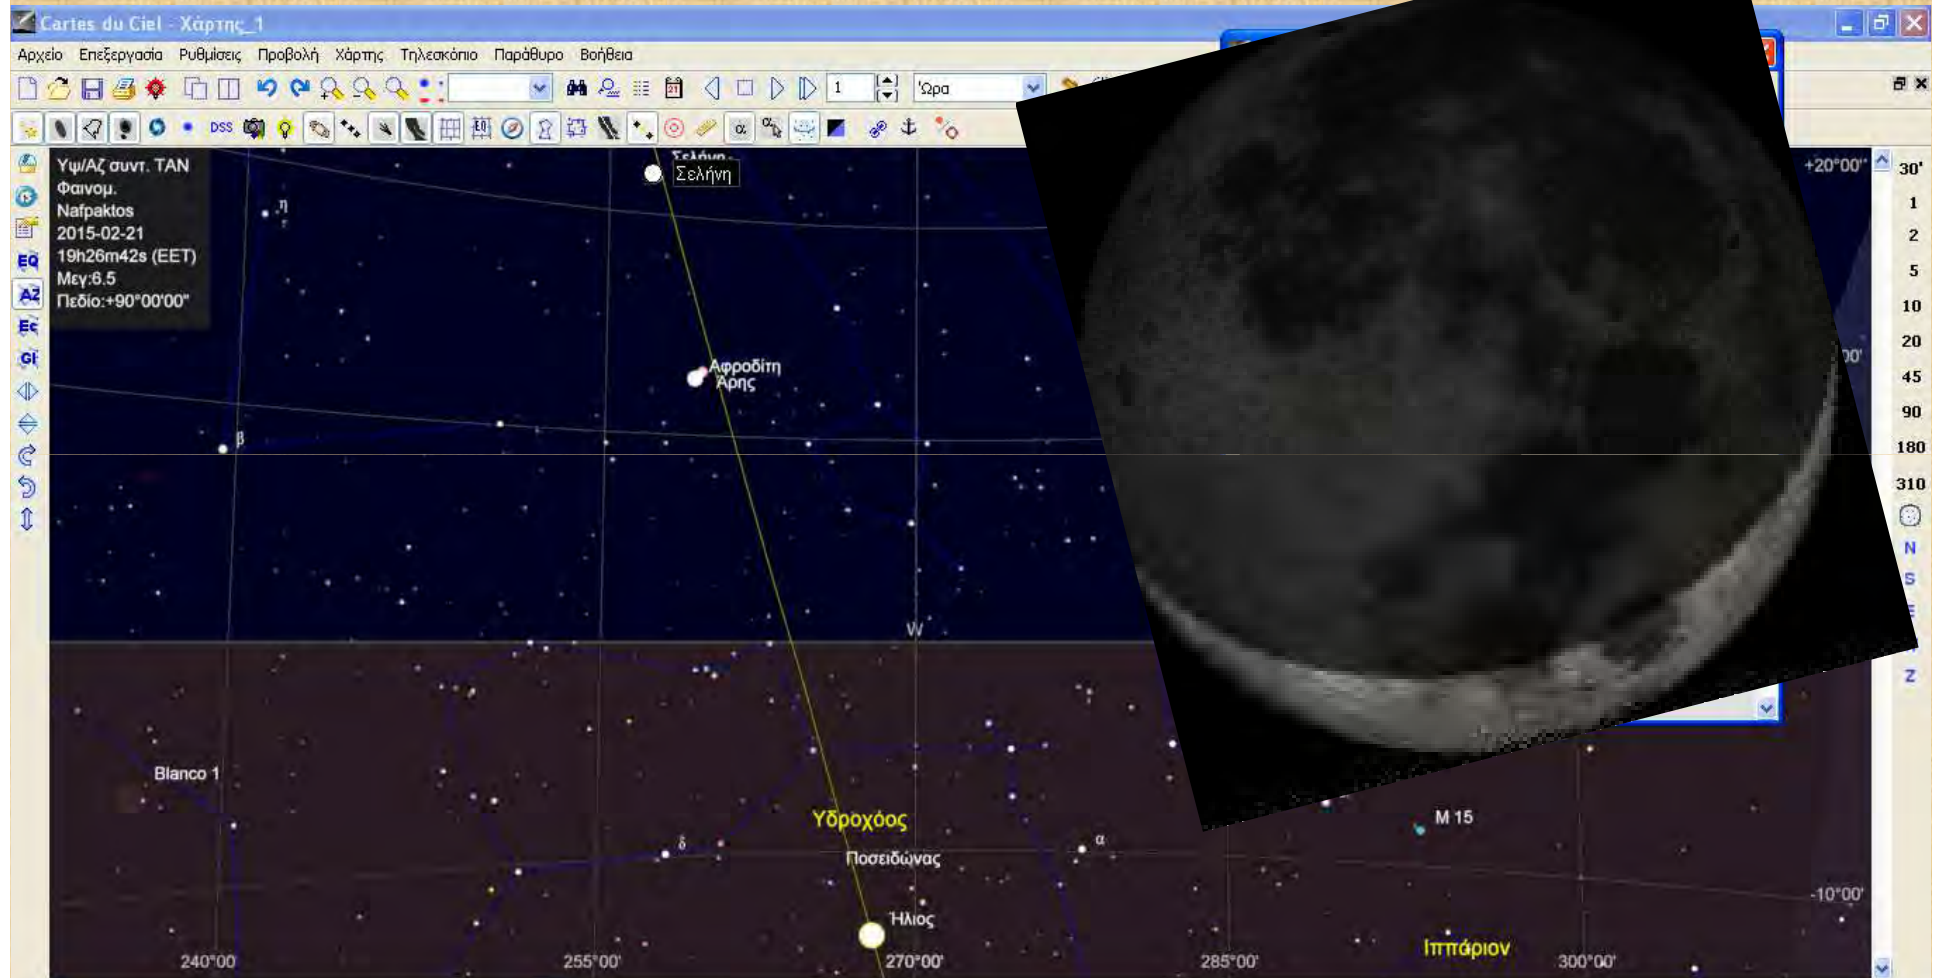 Cartes du Ciel - Χάρτης_1
Αρχείο Επεξεργασία Ρυθμίσεις Προβολή Χάρτης Τηλεσκόπιο Παράθυρο Βοήθεια
1 Ώρα
DSS
Υψ/Αζ συντ. TAN
Φαινομ.
Nafpaktos
2015-02-21
19h26m42s (EET)
Μεγ:6.5
Πεδίο:+90°00'00"
EQ
AZ
Ec
Gl
Σελήνη
Σελήνη
η
Αφροδίτη
Άρης
β
W
Blanco 1
Υδροχόος
δ
α
Ποσειδώνας
Ήλιος
M 15
Ιππάριον
+20°00'
00'
-10°00'
240°00'
255°00'
270°00'
285°00'
300°00'
30'
1
2
5
10
20
45
90
180
310
N
S
Z